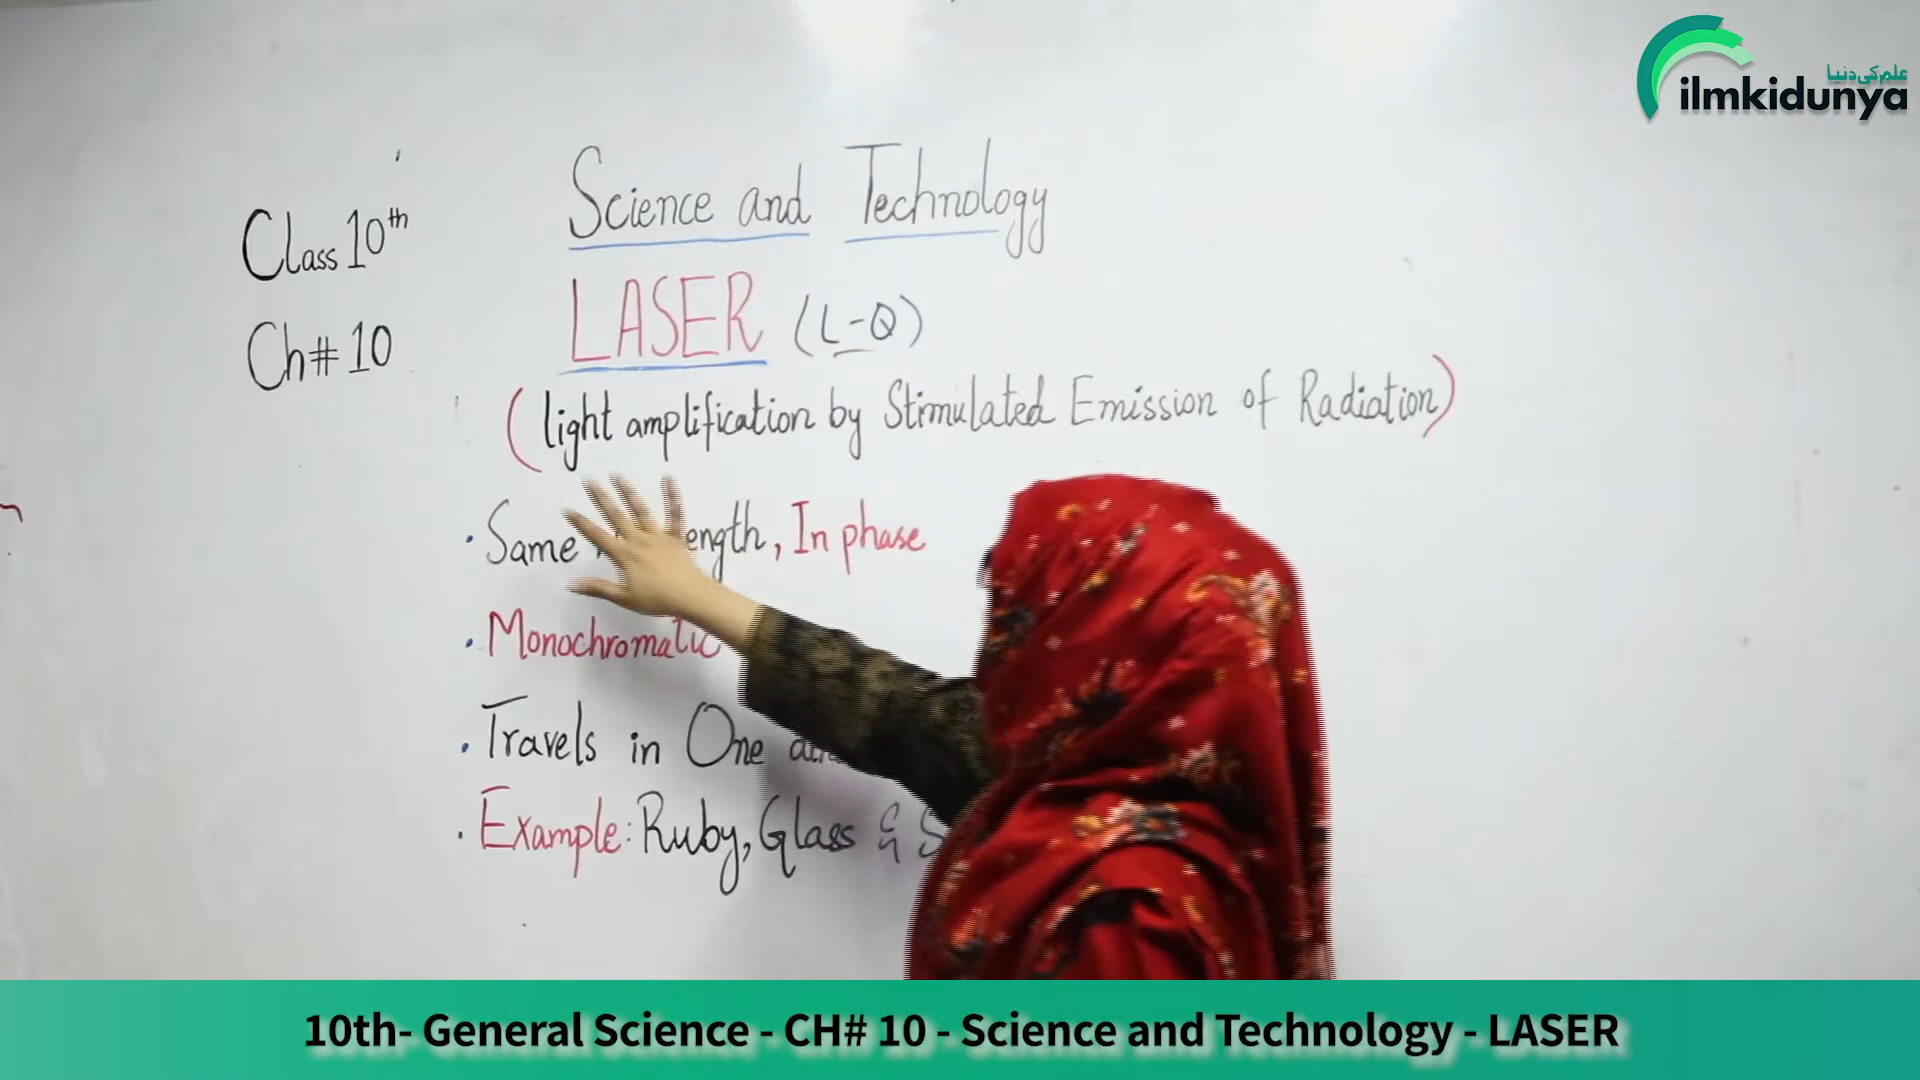 علم کی دنیا
ilmkidunya
Science and Technology
Class 10th
LASER (L-Q)
Ch# 10
(light amplification by Stimulated Emission of Radiation)
· Same ength, In phase
· Monochromatic
· Travels in One
· Example: Ruby, Glass & S
10th- General Science - CH# 10 - Science and Technology - LASER